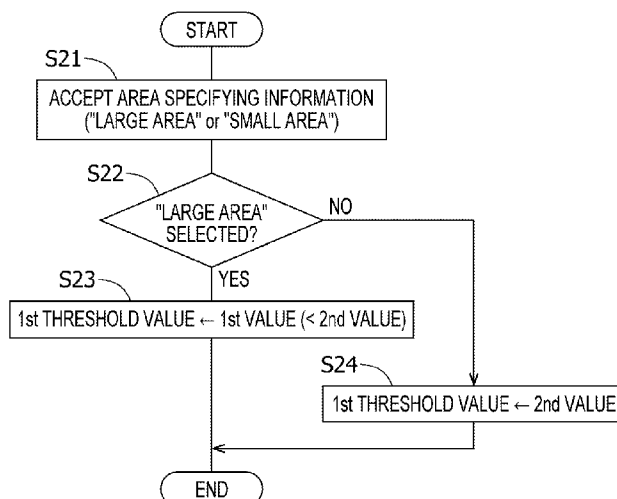 START
S21
ACCEPT AREA SPECIFYING INFORMATION
("LARGE AREA" or "SMALL AREA")
S22
"LARGE AREA"
SELECTED?
NO
YES
S23
1st THRESHOLD VALUE ← 1st VALUE (< 2nd VALUE)
S24
1st THRESHOLD VALUE ← 2nd VALUE
END